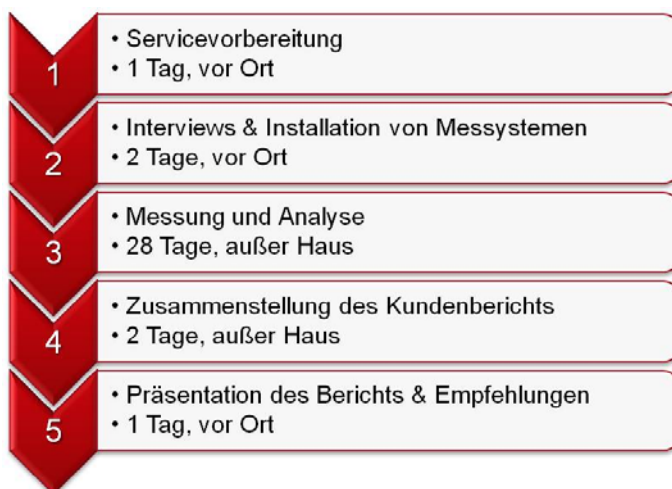 1
• Servicevorbereitung
• 1 Tag, vor Ort
2
• Interviews & Installation von Messystemen
• 2 Tage, vor Ort
3
• Messung und Analyse
• 28 Tage, außer Haus
4
• Zusammenstellung des Kundenberichts
• 2 Tage, außer Haus
5
• Präsentation des Berichts & Empfehlungen
• 1 Tag, vor Ort